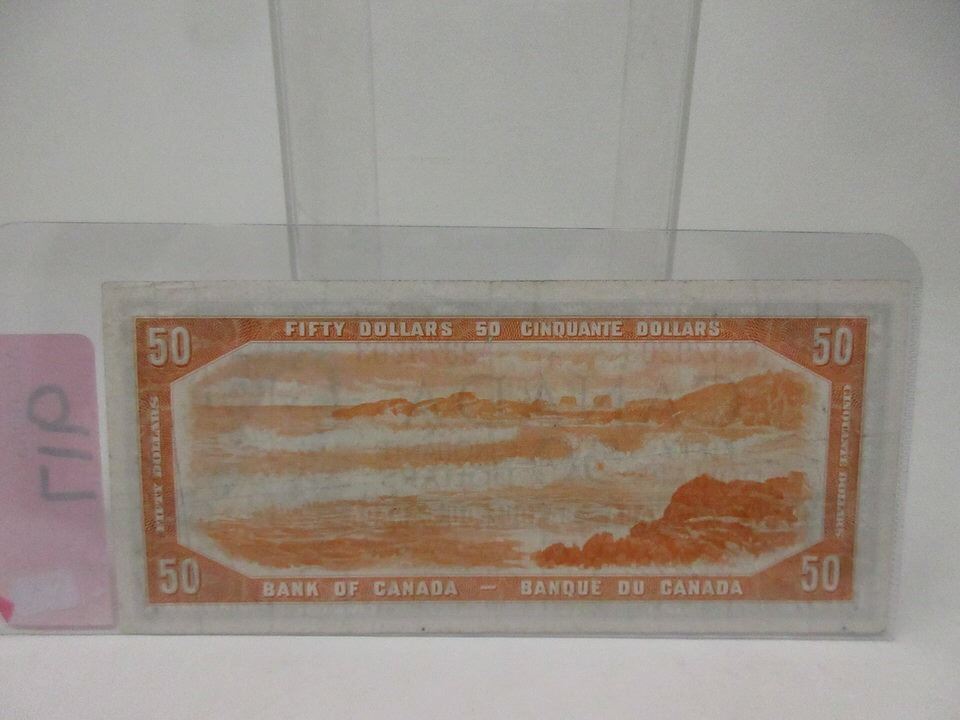 FIFTY DOLLARS 50 CINQUANTE DOLLARS
50
50
FIFTY DOLLARS
CINQUANTE DOLLARS
50
50
BANK OF CANADA — BANQUE DU CANADA